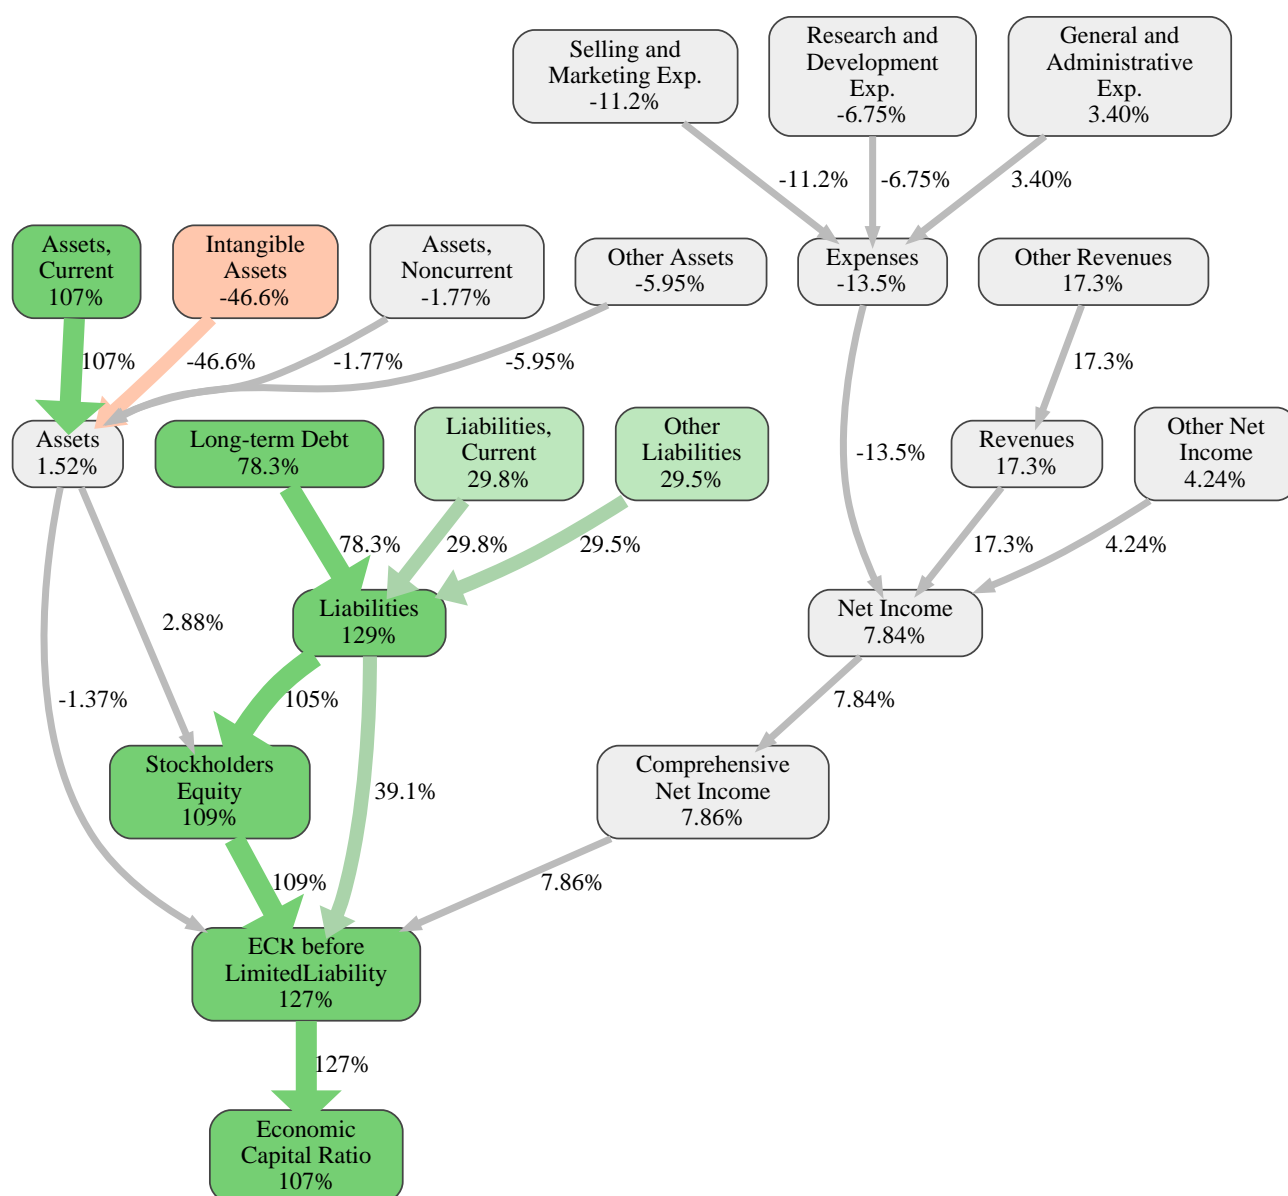 Selling and
Marketing Exp.
-11.2%
Research and
Development
Exp.
-6.75%
General and
Administrative
Exp.
3.40%
-11.2%
-6.75%
3.40%
Assets,
Current
107%
Intangible
Assets
-46.6%
Assets,
Noncurrent
-1.77%
Other Assets
-5.95%
Expenses
-13.5%
Other Revenues
17.3%
107%
-46.6%
-1.77%
-5.95%
17.3%
Assets
1.52%
Long-term Debt
78.3%
Liabilities,
Current
29.8%
Other
Liabilities
29.5%
-13.5%
Revenues
17.3%
Other Net
Income
4.24%
78.3%
29.8%
29.5%
17.3%
4.24%
2.88%
Liabilities
129%
Net Income
7.84%
-1.37%
105%
7.84%
Stockholders
Equity
109%
39.1%
Comprehensive
Net Income
7.86%
109%
7.86%
ECR before
LimitedLiability
127%
127%
Economic
Capital Ratio
107%